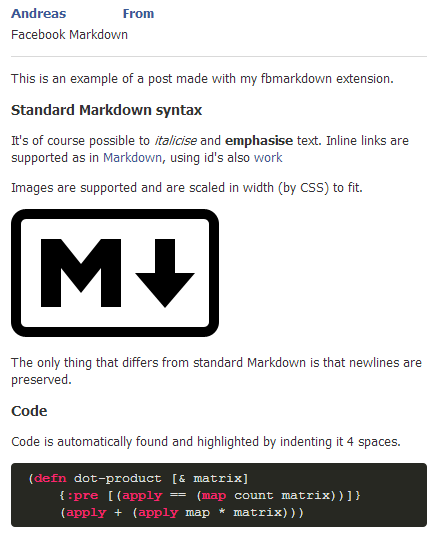 Andreas From
Facebook Markdown
This is an example of a post made with my fbmarkdown extension.
Standard Markdown syntax
It's of course possible to italicise and emphasise text. Inline links are
supported as in Markdown, using id's also work
Images are supported and are scaled in width (by CSS) to fit.
M
The only thing that differs from standard Markdown is that newlines are
preserved.
Code
Code is automatically found and highlighted by indenting it 4 spaces.
(defn dot-product [& matrix]
    {:pre [(apply == (map count matrix))]}
    (apply + (apply map * matrix)))